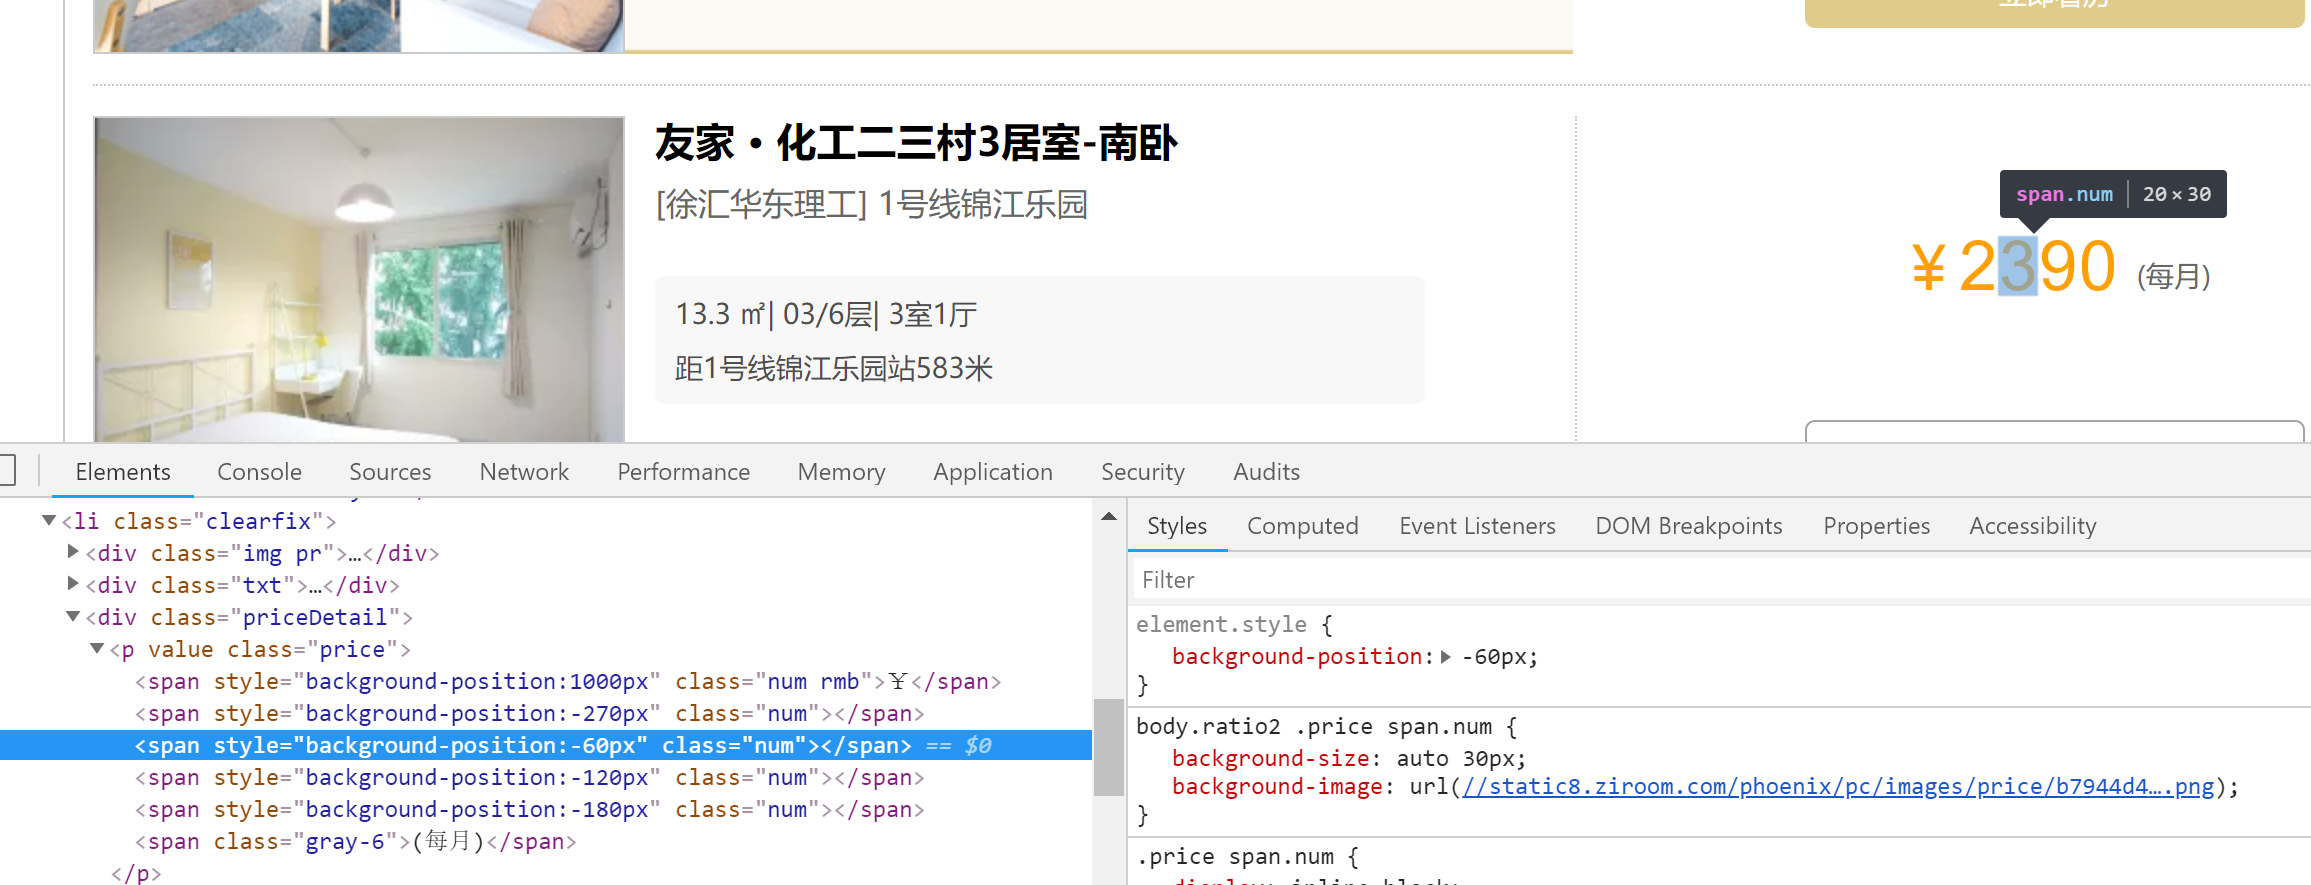 友家 · 化工二三村3居室-南卧
[徐汇华东理工] 1号线锦江乐园
13.3 ㎡| 03/6层| 3室1厅
距1号线锦江乐园站583米
span.num | 20 × 30
￥2390 (每月)
Elements Console Sources Network Performance Memory Application Security Audits
<li class="clearfix">
<div class="img pr">…</div>
<div class="txt">…</div>
<div class="priceDetail">
<p value class="price">
<span style="background-position:1000px" class="num rmb">￥</span>
<span style="background-position:-270px" class="num"></span>
<span style="background-position:-60px" class="num"></span> == $0
<span style="background-position:-120px" class="num"></span>
<span style="background-position:-180px" class="num"></span>
<span class="gray-6">(每月)</span>
</p>
Styles Computed Event Listeners DOM Breakpoints Properties Accessibility
Filter
element.style {
background-position: -60px;
}
body.ratio2 .price span.num {
background-size: auto 30px;
background-image: url(//static8.ziroom.com/phoenix/pc/images/price/b7944d4….png);
}
.price span.num {